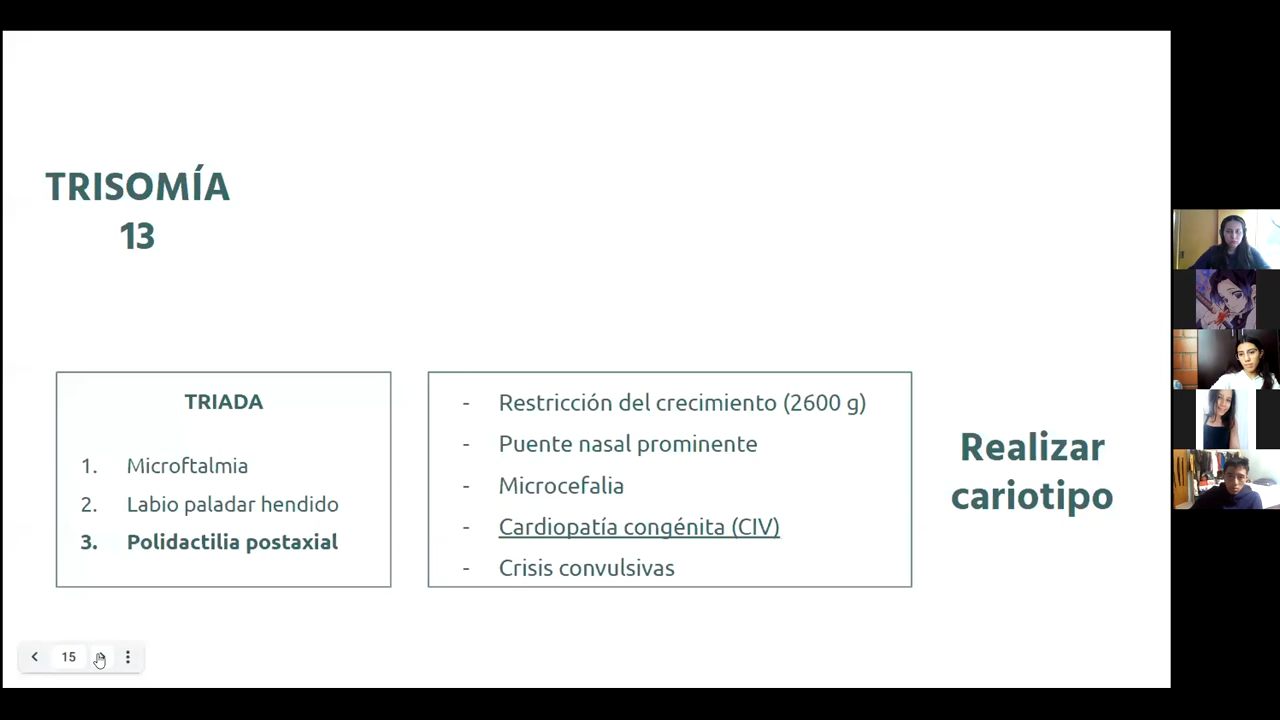 TRISOMÍA
13
TRIADA
1. Microftalmia
2. Labio paladar hendido
3. Polidactilia postaxial
- Restricción del crecimiento (2600 g)
- Puente nasal prominente
- Microcefalia
- Cardiopatía congénita (CIV)
- Crisis convulsivas
Realizar
cariotipo
15